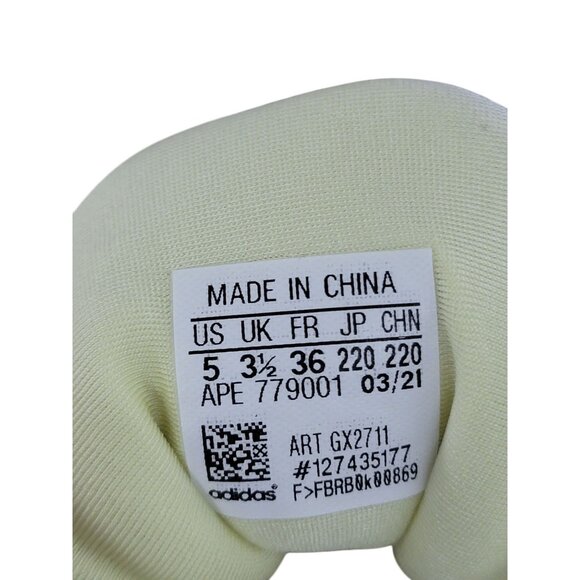 MADE IN CHINA
US UK FR JP CHN
5 3½ 36 220 220
APE 779001 03/21
ART GX2711
#127435177
F>FBRB0k00869
adidas